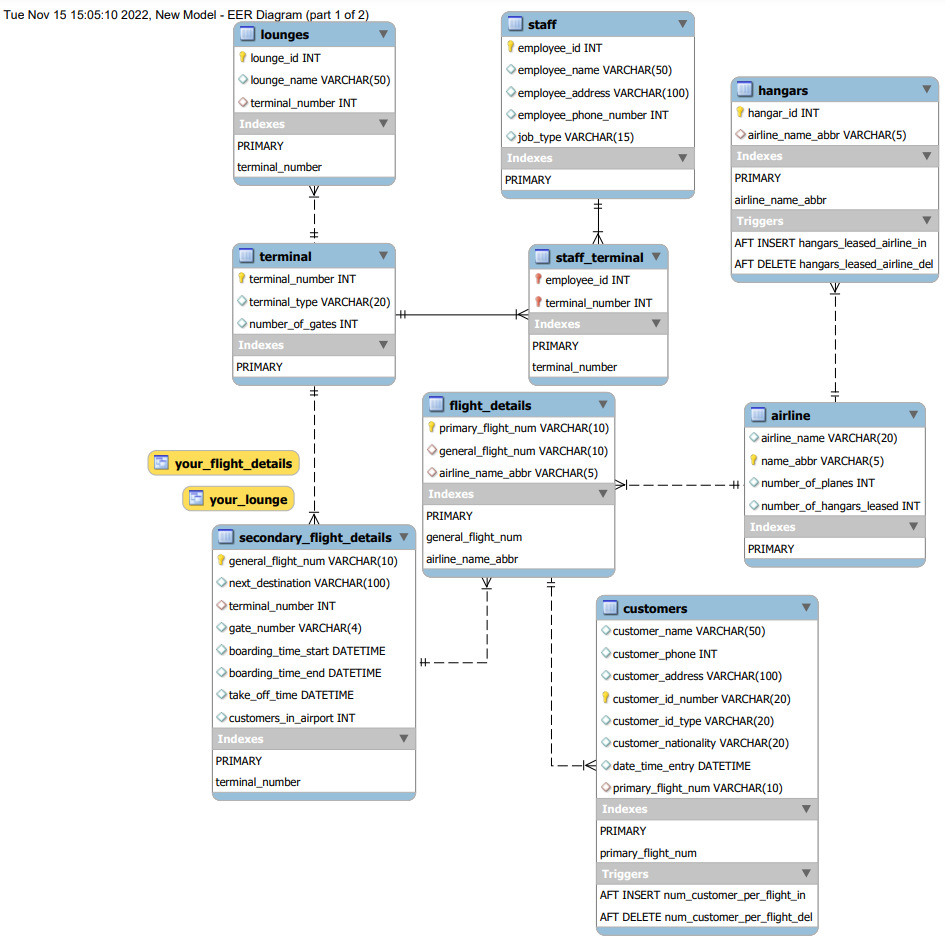 Tue Nov 15 15:05:10 2022, New Model - EER Diagram (part 1 of 2)
lounges
lounge_id INT
lounge_name VARCHAR(50)
terminal_number INT
Indexes
PRIMARY
terminal_number
staff
employee_id INT
employee_name VARCHAR(50)
employee_address VARCHAR(100)
employee_phone_number INT
job_type VARCHAR(15)
Indexes
PRIMARY
hangars
hangar_id INT
airline_name_abbr VARCHAR(5)
Indexes
PRIMARY
airline_name_abbr
Triggers
AFT INSERT hangars_leased_airline_in
AFT DELETE hangars_leased_airline_del
terminal
terminal_number INT
terminal_type VARCHAR(20)
number_of_gates INT
Indexes
PRIMARY
staff_terminal
employee_id INT
terminal_number INT
Indexes
PRIMARY
terminal_number
flight_details
primary_flight_num VARCHAR(10)
general_flight_num VARCHAR(10)
airline_name_abbr VARCHAR(5)
Indexes
PRIMARY
general_flight_num
airline_name_abbr
airline
airline_name VARCHAR(20)
name_abbr VARCHAR(5)
number_of_planes INT
number_of_hangars_leased INT
Indexes
PRIMARY
your_flight_details
your_lounge
secondary_flight_details
general_flight_num VARCHAR(10)
next_destination VARCHAR(100)
terminal_number INT
gate_number VARCHAR(4)
boarding_time_start DATETIME
boarding_time_end DATETIME
take_off_time DATETIME
customers_in_airport INT
Indexes
PRIMARY
terminal_number
customers
customer_name VARCHAR(50)
customer_phone INT
customer_address VARCHAR(100)
customer_id_number VARCHAR(20)
customer_id_type VARCHAR(20)
customer_nationality VARCHAR(20)
date_time_entry DATETIME
primary_flight_num VARCHAR(10)
Indexes
PRIMARY
primary_flight_num
Triggers
AFT INSERT num_customer_per_flight_in
AFT DELETE num_customer_per_flight_del